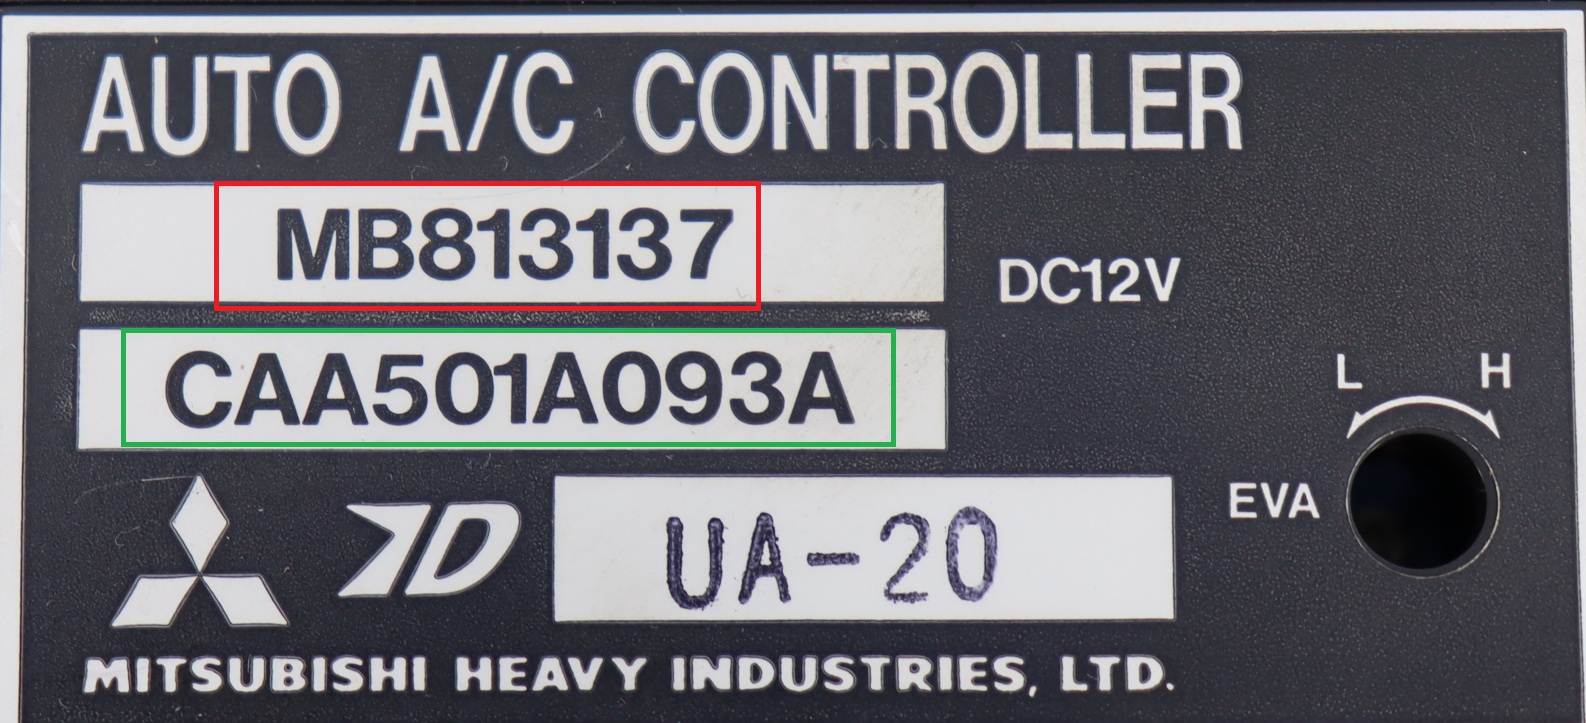 AUTO A/C CONTROLLER
MB813137
DC12V
CAA501A093A
L H
EVA
UA-20
MITSUBISHI HEAVY INDUSTRIES, LTD.